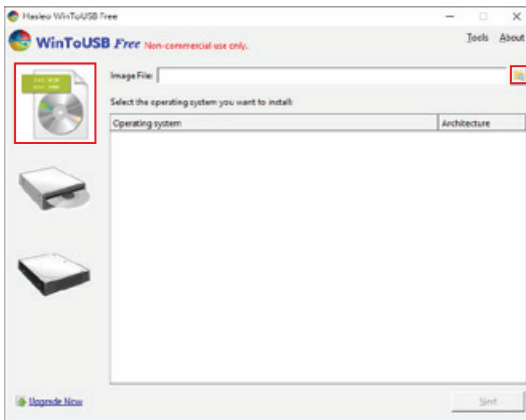 Hasleo WinToUSB Free
WinToUSB Free Non-commercial use only.
Tools About
Image File:
Select the operating system you want to install:
Operating system Architecture
Upgrade Now
Next